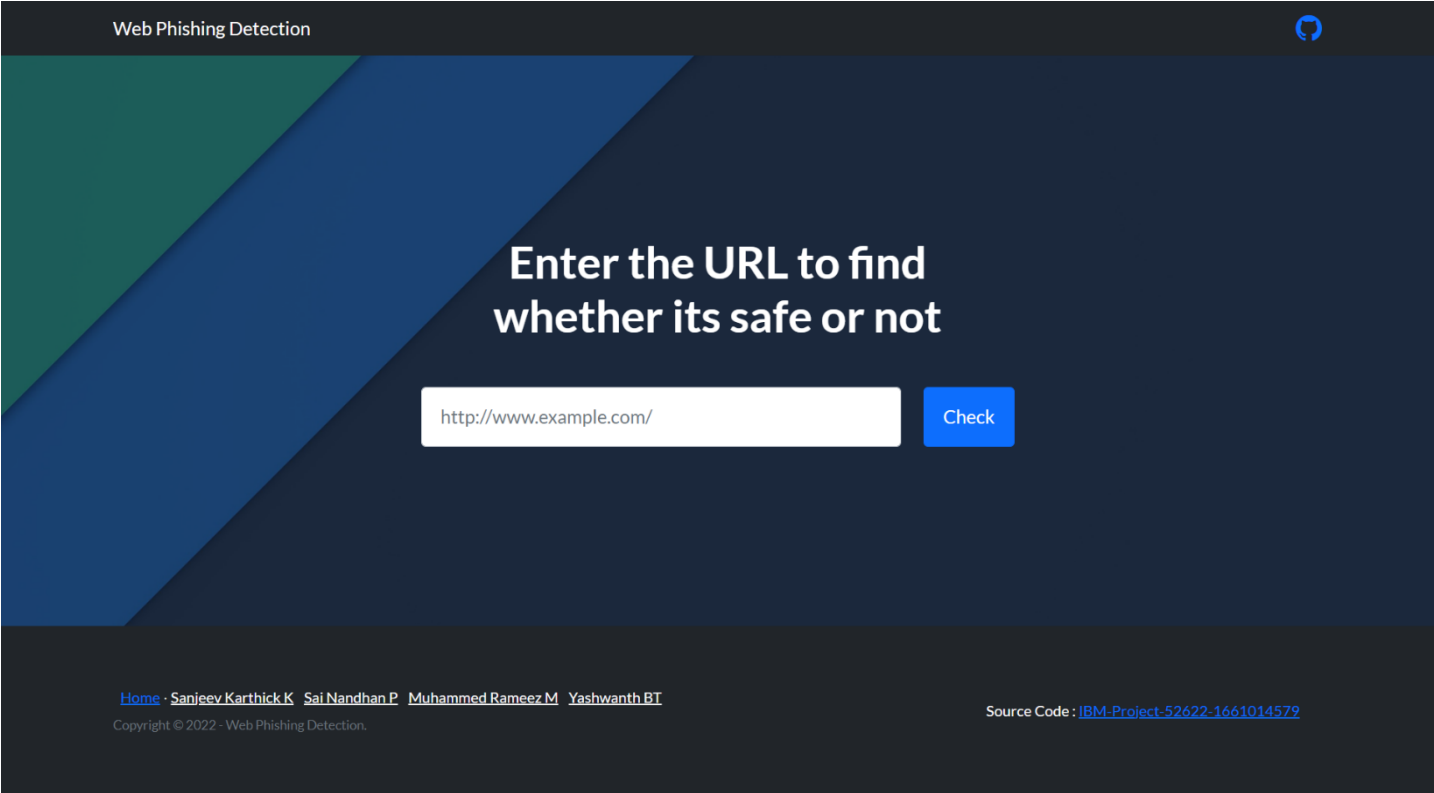 Web Phishing Detection
Enter the URL to find
whether its safe or not
http://www.example.com/
Check
Home · Sanjeev Karthick K Sai Nandhan P Muhammed Rameez M Yashwanth BT
Copyright © 2022 - Web Phishing Detection.
Source Code : IBM-Project-52622-1661014579